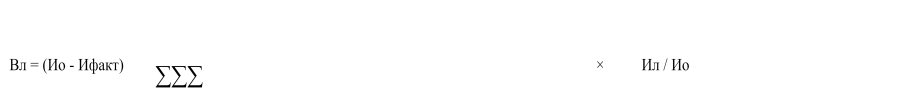 Вл = (Ио - Ифакт) ∑∑∑ × Ил / Ио